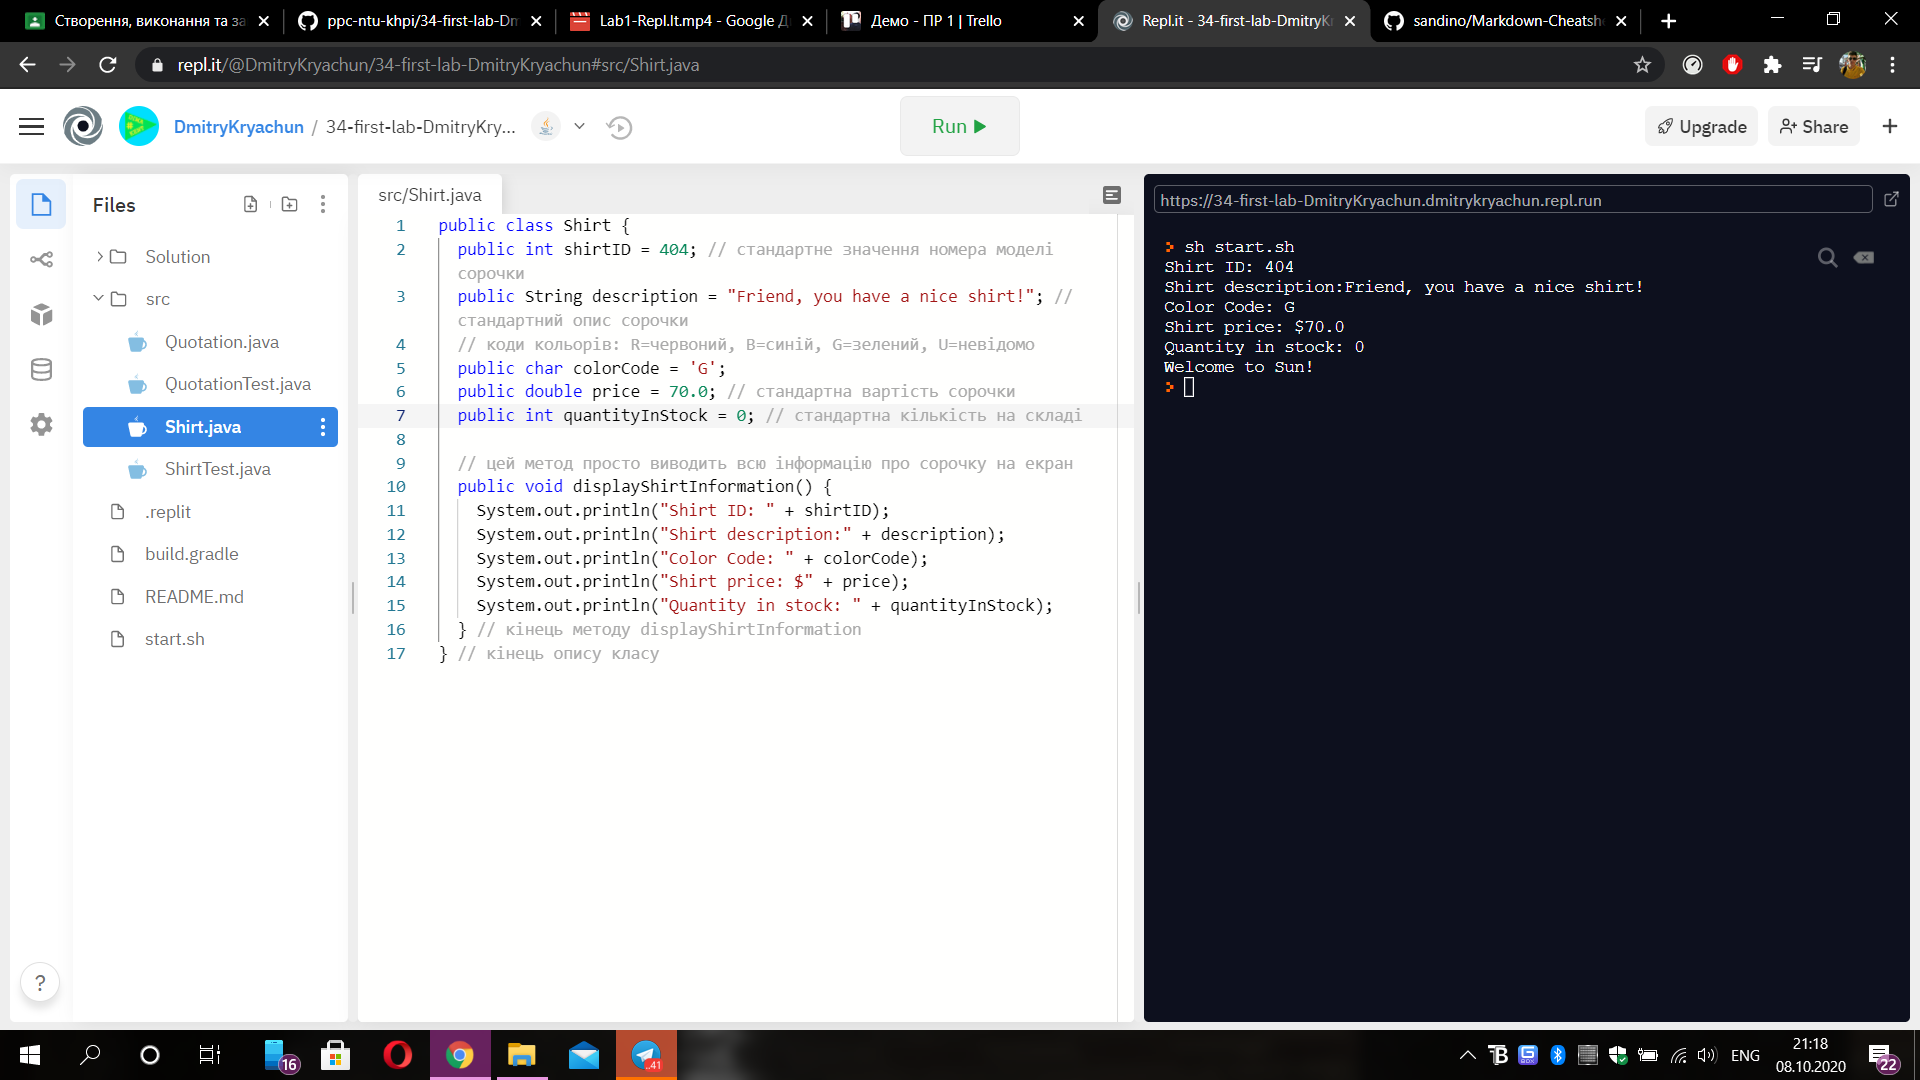 Створення, виконання та за
ppc-ntu-khpi/34-first-lab-Dm
Lab1-Repl.It.mp4 - Google Д
Демо - ПР 1 | Trello
Repl.it - 34-first-lab-DmitryK
sandino/Markdown-Cheatsh
repl.it/@DmitryKryachun/34-first-lab-DmitryKryachun#src/Shirt.java
DmitryKryachun / 34-first-lab-DmitryKry...
Run
Upgrade
Share
Files
Solution
src
Quotation.java
QuotationTest.java
Shirt.java
ShirtTest.java
.replit
build.gradle
README.md
start.sh
?
src/Shirt.java
1 public class Shirt {
2 public int shirtID = 404; // стандартне значення номера моделі
сорочки
3 public String description = "Friend, you have a nice shirt!"; //
стандартний опис сорочки
4 // коди кольорів: R=червоний, B=синій, G=зелений, U=невідомо
5 public char colorCode = 'G';
6 public double price = 70.0; // стандартна вартість сорочки
7 public int quantityInStock = 0; // стандартна кількість на складі
8
9 // цей метод просто виводить всю інформацію про сорочку на екран
10 public void displayShirtInformation() {
11 System.out.println("Shirt ID: " + shirtID);
12 System.out.println("Shirt description:" + description);
13 System.out.println("Color Code: " + colorCode);
14 System.out.println("Shirt price: $" + price);
15 System.out.println("Quantity in stock: " + quantityInStock);
16 } // кінець методу displayShirtInformation
17 } // кінець опису класу
https://34-first-lab-DmitryKryachun.dmitrykryachun.repl.run
> sh start.sh
Shirt ID: 404
Shirt description:Friend, you have a nice shirt!
Color Code: G
Shirt price: $70.0
Quantity in stock: 0
Welcome to Sun!
>
16
41
ENG
21:18
08.10.2020
22